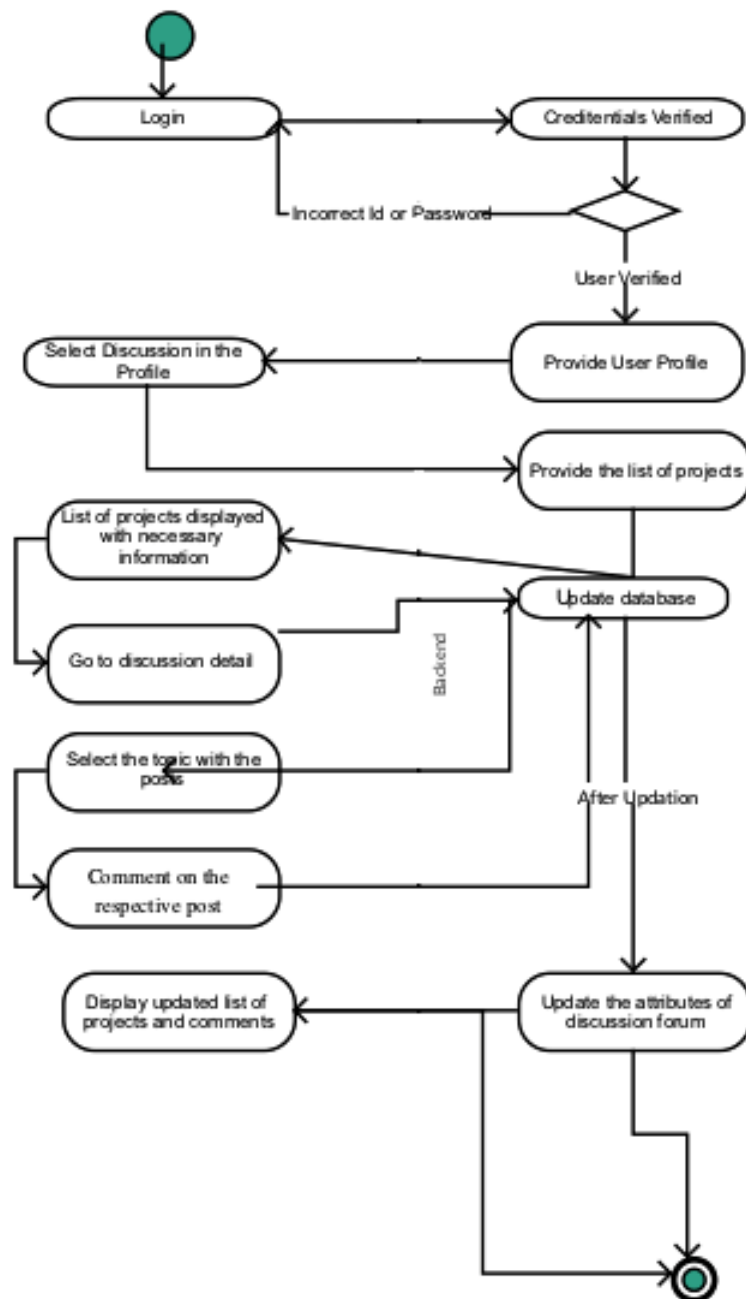 Login
Creditentials Verified
Incorrect Id or Password
User Verified
Select Discussion in the
Profile
Provide User Profile
Provide the list of projects
List of projects displayed
with necessary
information
Update database
Go to discussion detail
Backend
Select the topic with the
posts
After Updation
Comment on the
respective post
Display updated list of
projects and comments
Update the attributes of
discussion forum